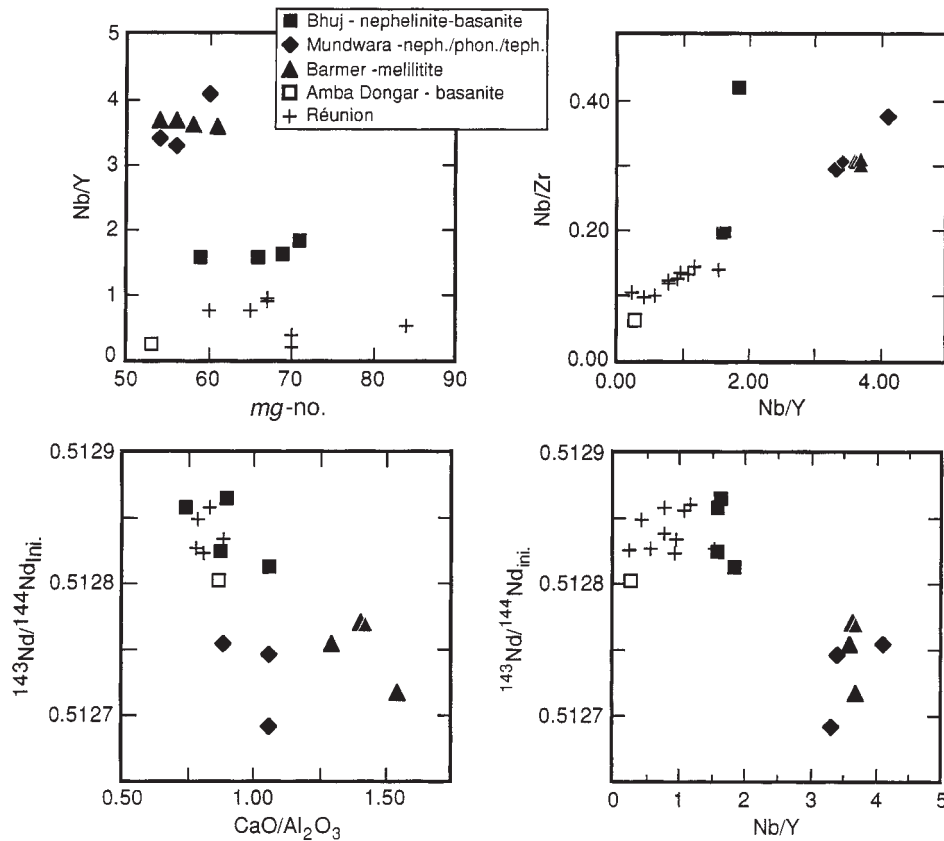 Bhuj - nephelinite-basanite
Mundwara -neph./phon./teph.
Barmer -melilitite
Amba Dongar - basanite
Réunion
5
4
3
2
1
0
Nb/Y
50
60
70
80
90
mg-no.
0.40
0.20
0.00
Nb/Zr
0.00
2.00
4.00
Nb/Y
0.5129
0.5128
0.5127
143Nd/144NdIni.
0.50
1.00
1.50
CaO/Al2O3
0.5129
0.5128
0.5127
143Nd/144Ndini.
0
1
2
3
4
5
Nb/Y